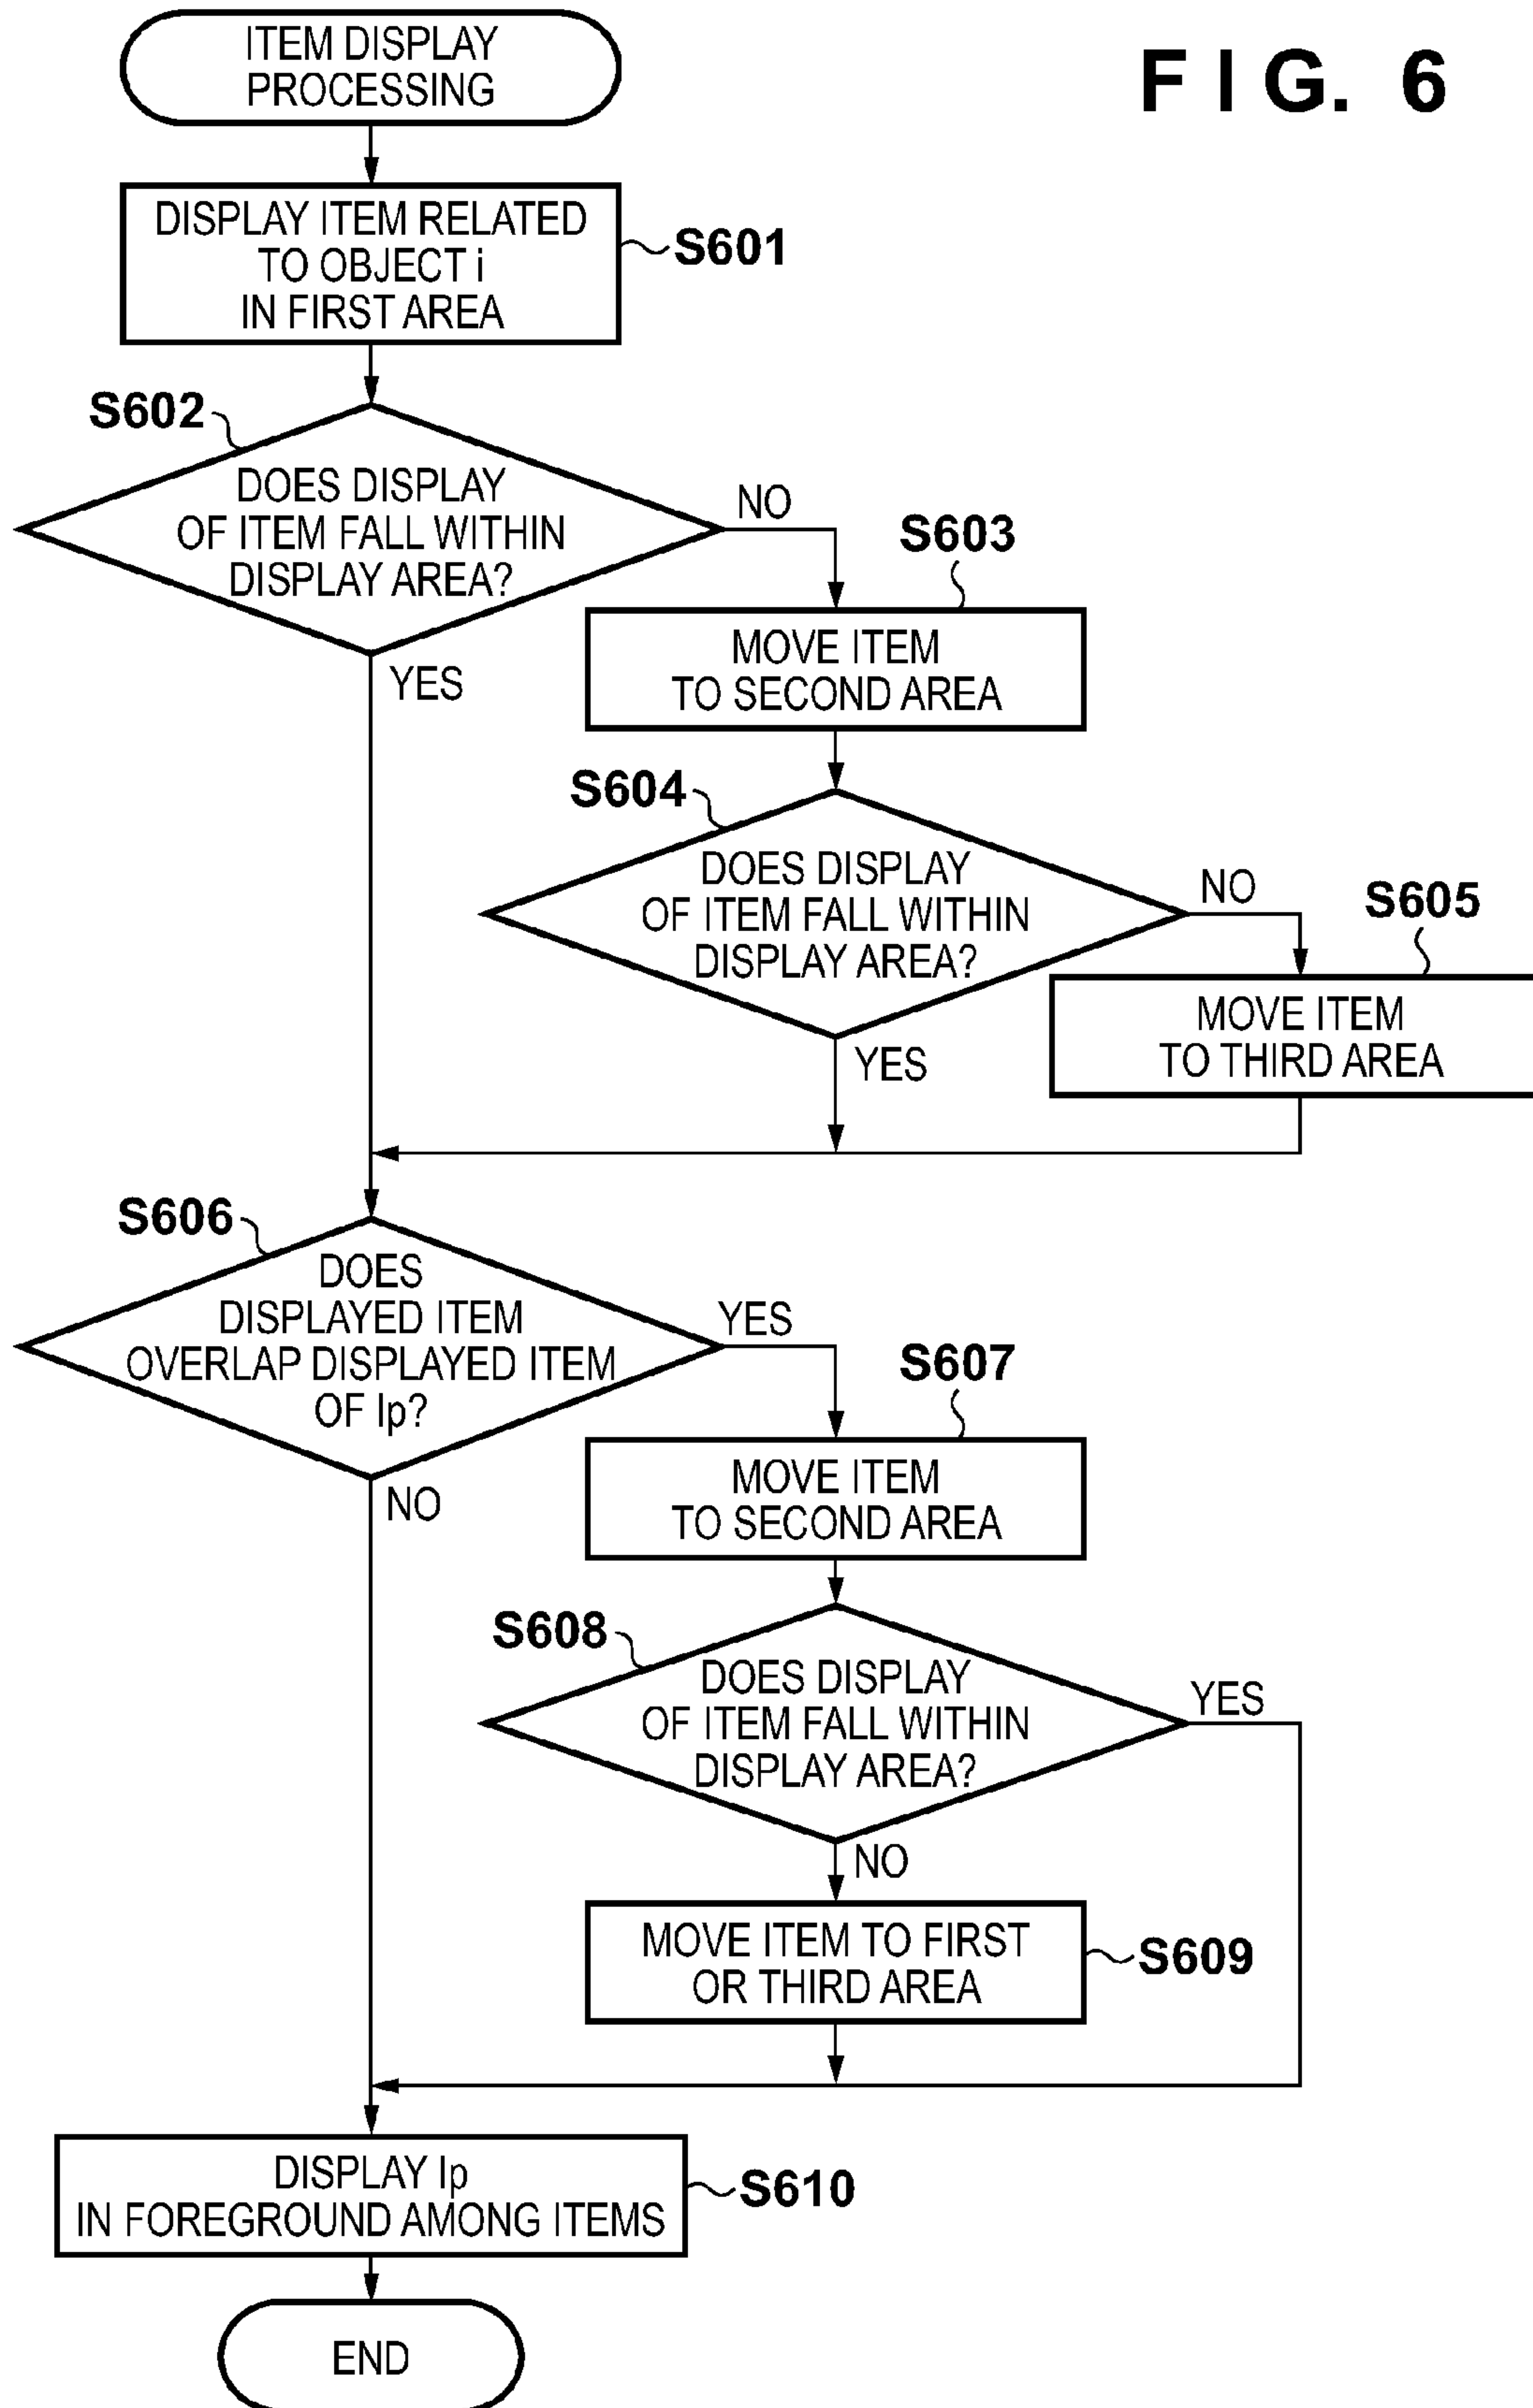 FIG. 6
ITEM DISPLAY
PROCESSING
DISPLAY ITEM RELATED
TO OBJECT i
IN FIRST AREA
S601
S602
DOES DISPLAY
OF ITEM FALL WITHIN
DISPLAY AREA?
NO
YES
S603
MOVE ITEM
TO SECOND AREA
S604
DOES DISPLAY
OF ITEM FALL WITHIN
DISPLAY AREA?
NO
YES
S605
MOVE ITEM
TO THIRD AREA
S606
DOES
DISPLAYED ITEM
OVERLAP DISPLAYED ITEM
OF Ip?
YES
NO
S607
MOVE ITEM
TO SECOND AREA
S608
DOES DISPLAY
OF ITEM FALL WITHIN
DISPLAY AREA?
YES
NO
MOVE ITEM TO FIRST
OR THIRD AREA
S609
DISPLAY Ip
IN FOREGROUND AMONG ITEMS
S610
END